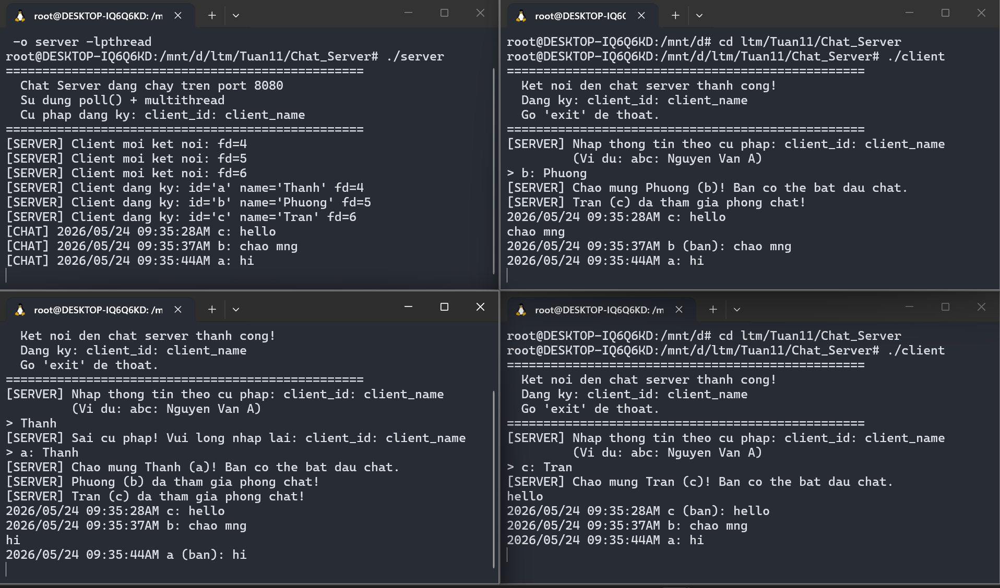 root@DESKTOP-IQ6Q6KD: /m
 -o server -lpthread
root@DESKTOP-IQ6Q6KD:/mnt/d/ltm/Tuan11/Chat_Server# ./server
=================================================
  Chat Server dang chay tren port 8080
  Su dung poll() + multithread
  Cu phap dang ky: client_id: client_name
=================================================
[SERVER] Client moi ket noi: fd=4
[SERVER] Client moi ket noi: fd=5
[SERVER] Client moi ket noi: fd=6
[SERVER] Client dang ky: id='a' name='Thanh' fd=4
[SERVER] Client dang ky: id='b' name='Phuong' fd=5
[SERVER] Client dang ky: id='c' name='Tran' fd=6
[CHAT] 2026/05/24 09:35:28AM c: hello
[CHAT] 2026/05/24 09:35:37AM b: chao mng
[CHAT] 2026/05/24 09:35:44AM a: hi
root@DESKTOP-IQ6
root@DESKTOP-IQ6Q6KD:/mnt/d# cd ltm/Tuan11/Chat_Server
root@DESKTOP-IQ6Q6KD:/mnt/d/ltm/Tuan11/Chat_Server# ./client
=================================================
  Ket noi den chat server thanh cong!
  Dang ky: client_id: client_name
  Go 'exit' de thoat.
=================================================
[SERVER] Nhap thong tin theo cu phap: client_id: client_name
         (Vi du: abc: Nguyen Van A)
> b: Phuong
[SERVER] Chao mung Phuong (b)! Ban co the bat dau chat.
[SERVER] Tran (c) da tham gia phong chat!
2026/05/24 09:35:28AM c: hello
chao mng
2026/05/24 09:35:37AM b (ban): chao mng
2026/05/24 09:35:44AM a: hi
root@DESKTOP-IQ6Q6KD: /m
  Ket noi den chat server thanh cong!
  Dang ky: client_id: client_name
  Go 'exit' de thoat.
=================================================
[SERVER] Nhap thong tin theo cu phap: client_id: client_name
         (Vi du: abc: Nguyen Van A)
> Thanh
[SERVER] Sai cu phap! Vui long nhap lai: client_id: client_name
> a: Thanh
[SERVER] Chao mung Thanh (a)! Ban co the bat dau chat.
[SERVER] Phuong (b) da tham gia phong chat!
[SERVER] Tran (c) da tham gia phong chat!
2026/05/24 09:35:28AM c: hello
2026/05/24 09:35:37AM b: chao mng
hi
2026/05/24 09:35:44AM a (ban): hi
root@DESKTOP-IQ6Q6KD: /m
root@DESKTOP-IQ6Q6KD:/mnt/d# cd ltm/Tuan11/Chat_Server
root@DESKTOP-IQ6Q6KD:/mnt/d/ltm/Tuan11/Chat_Server# ./client
=================================================
  Ket noi den chat server thanh cong!
  Dang ky: client_id: client_name
  Go 'exit' de thoat.
=================================================
[SERVER] Nhap thong tin theo cu phap: client_id: client_name
         (Vi du: abc: Nguyen Van A)
> c: Tran
[SERVER] Chao mung Tran (c)! Ban co the bat dau chat.
hello
2026/05/24 09:35:28AM c (ban): hello
2026/05/24 09:35:37AM b: chao mng
2026/05/24 09:35:44AM a: hi